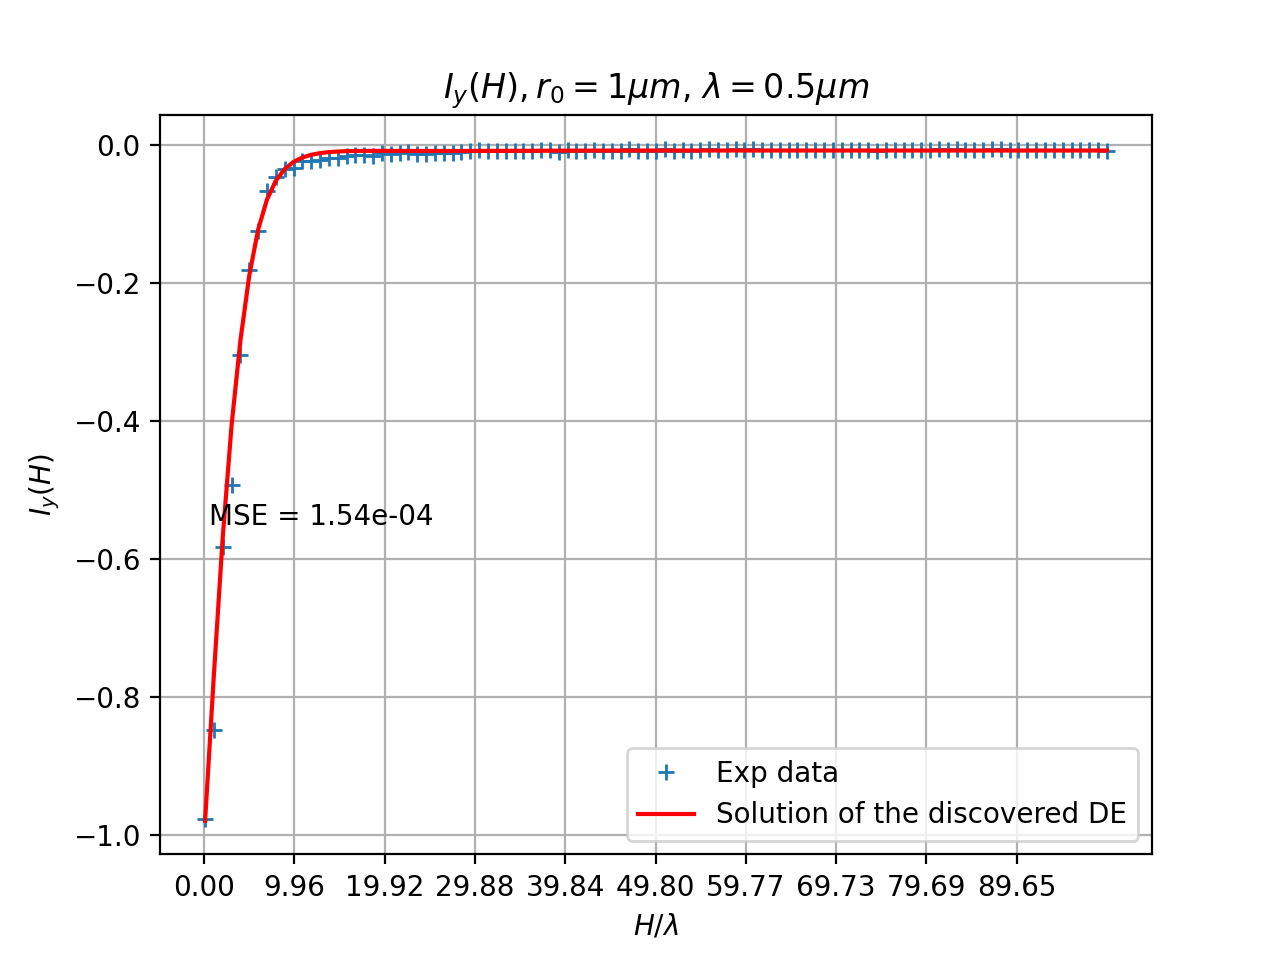 I_y(H), r_0 = 1μm, λ = 0.5μm
I_y(H)
0.0
−0.2
−0.4
−0.6
−0.8
−1.0
MSE = 1.54e-04
Exp data
Solution of the discovered DE
0.00 9.96 19.92 29.88 39.84 49.80 59.77 69.73 79.69 89.65
H/λ